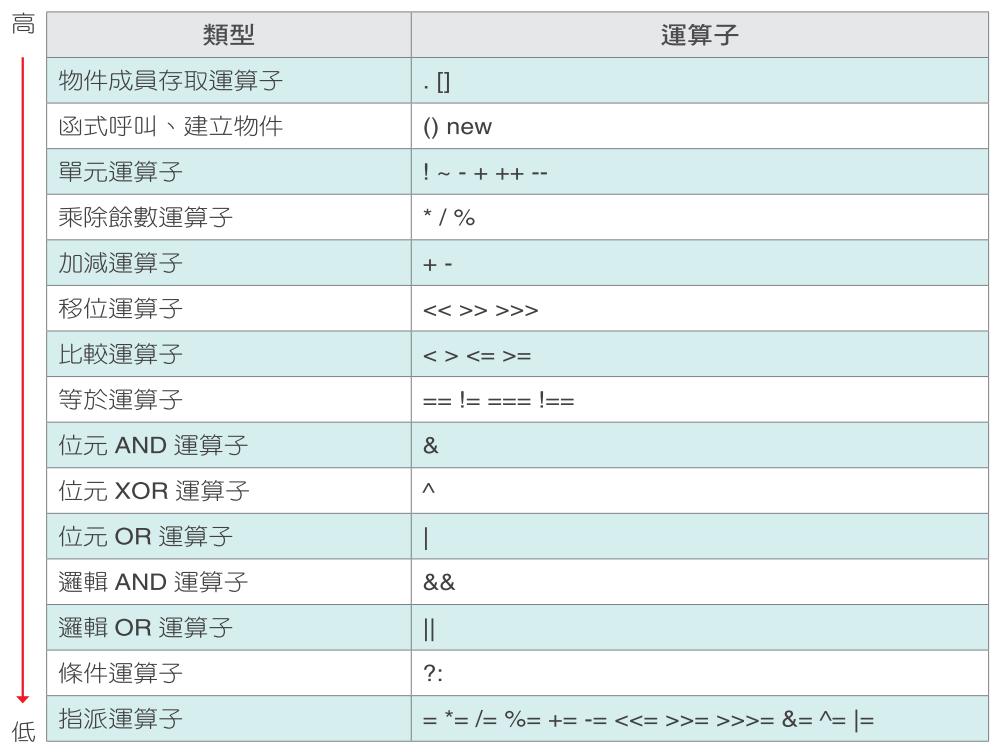 高
類型 運算子
物件成員存取運算子 . []
函式呼叫、建立物件 () new
單元運算子 ! ~ - + ++ --
乘除餘數運算子 * / %
加減運算子 + -
移位運算子 << >> >>>
比較運算子 < > <= >=
等於運算子 == != === !==
位元 AND 運算子 &
位元 XOR 運算子 ^
位元 OR 運算子 |
邏輯 AND 運算子 &&
邏輯 OR 運算子 ||
條件運算子 ?:
指派運算子 = *= /= %= += -= <<= >>= >>>= &= ^= |=
低